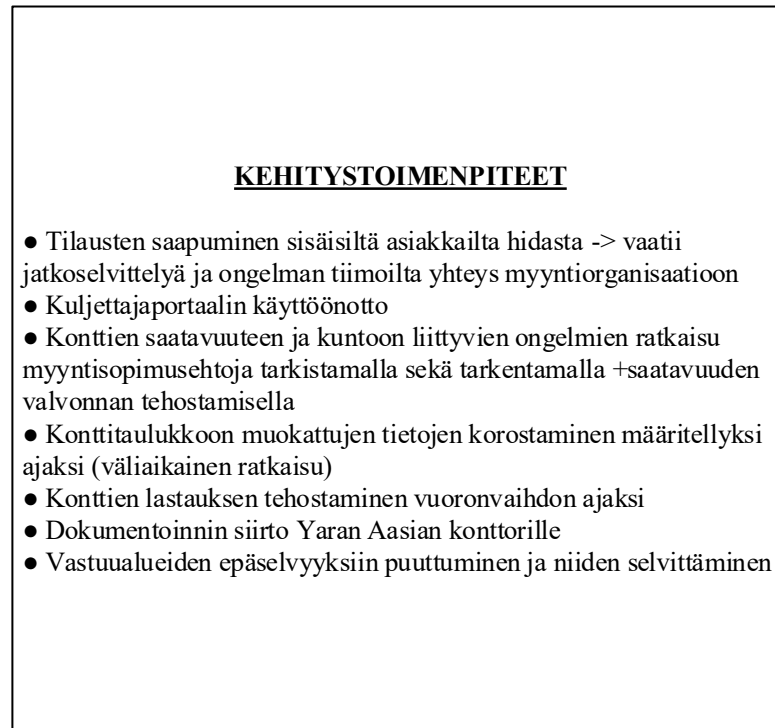 KEHITYSTOIMENPITEET
● Tilausten saapuminen sisäisiltä asiakkailta hidasta -> vaatii
jatkoselvittelyä ja ongelman tiimoilta yhteys myyntiorganisaatioon
● Kuljettajaportaalin käyttöönotto
● Konttien saatavuuteen ja kuntoon liittyvien ongelmien ratkaisu
myyntisopimusehtoja tarkistamalla sekä tarkentamalla +saatavuuden
valvonnan tehostamisella
● Konttitaulukkoon muokattujen tietojen korostaminen määritellyksi
ajaksi (väliaikainen ratkaisu)
● Konttien lastauksen tehostaminen vuoronvaihdon ajaksi
● Dokumentoinnin siirto Yaran Aasian konttorille
● Vastuualueiden epäselvyyksiin puuttuminen ja niiden selvittäminen